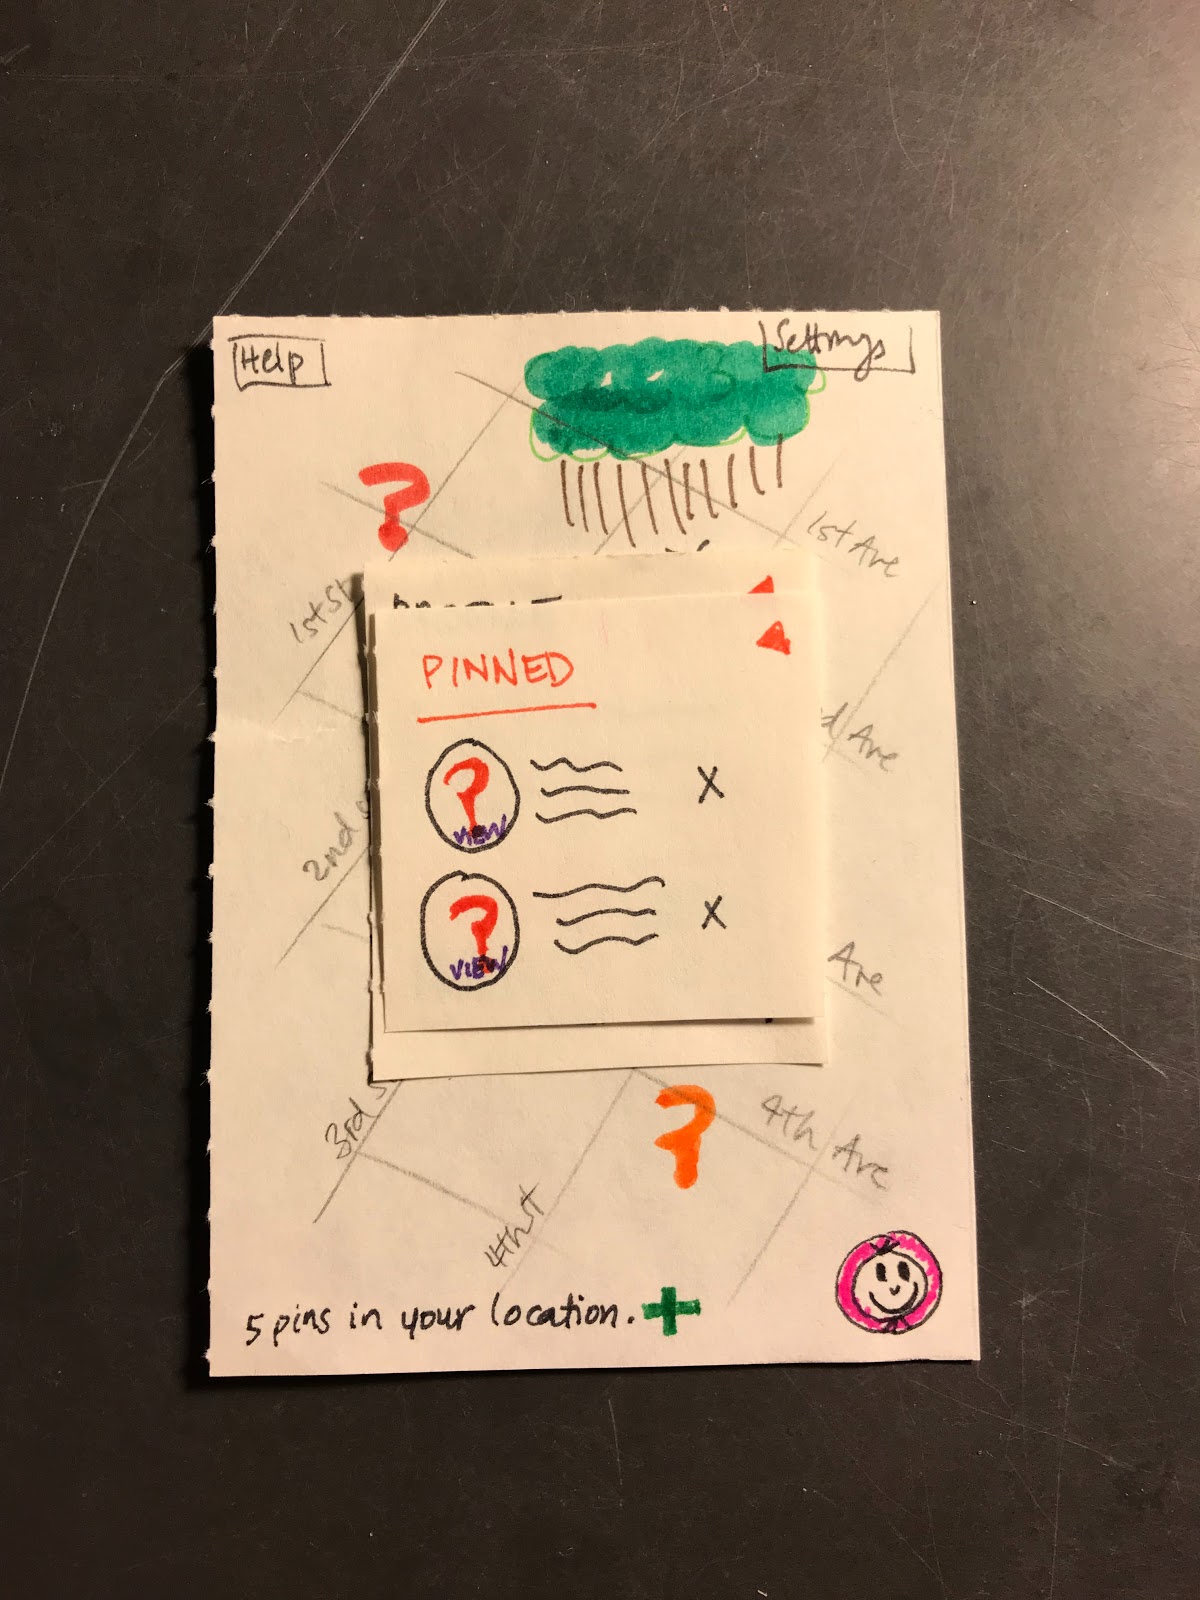 Help
Settings
1st Ave
1st St
PINNED
d Ave
?
VIEW
X
2nd
?
VIEW
X
Ave
?
3rd S
4th Ave
4th st
5 pins in your location. +